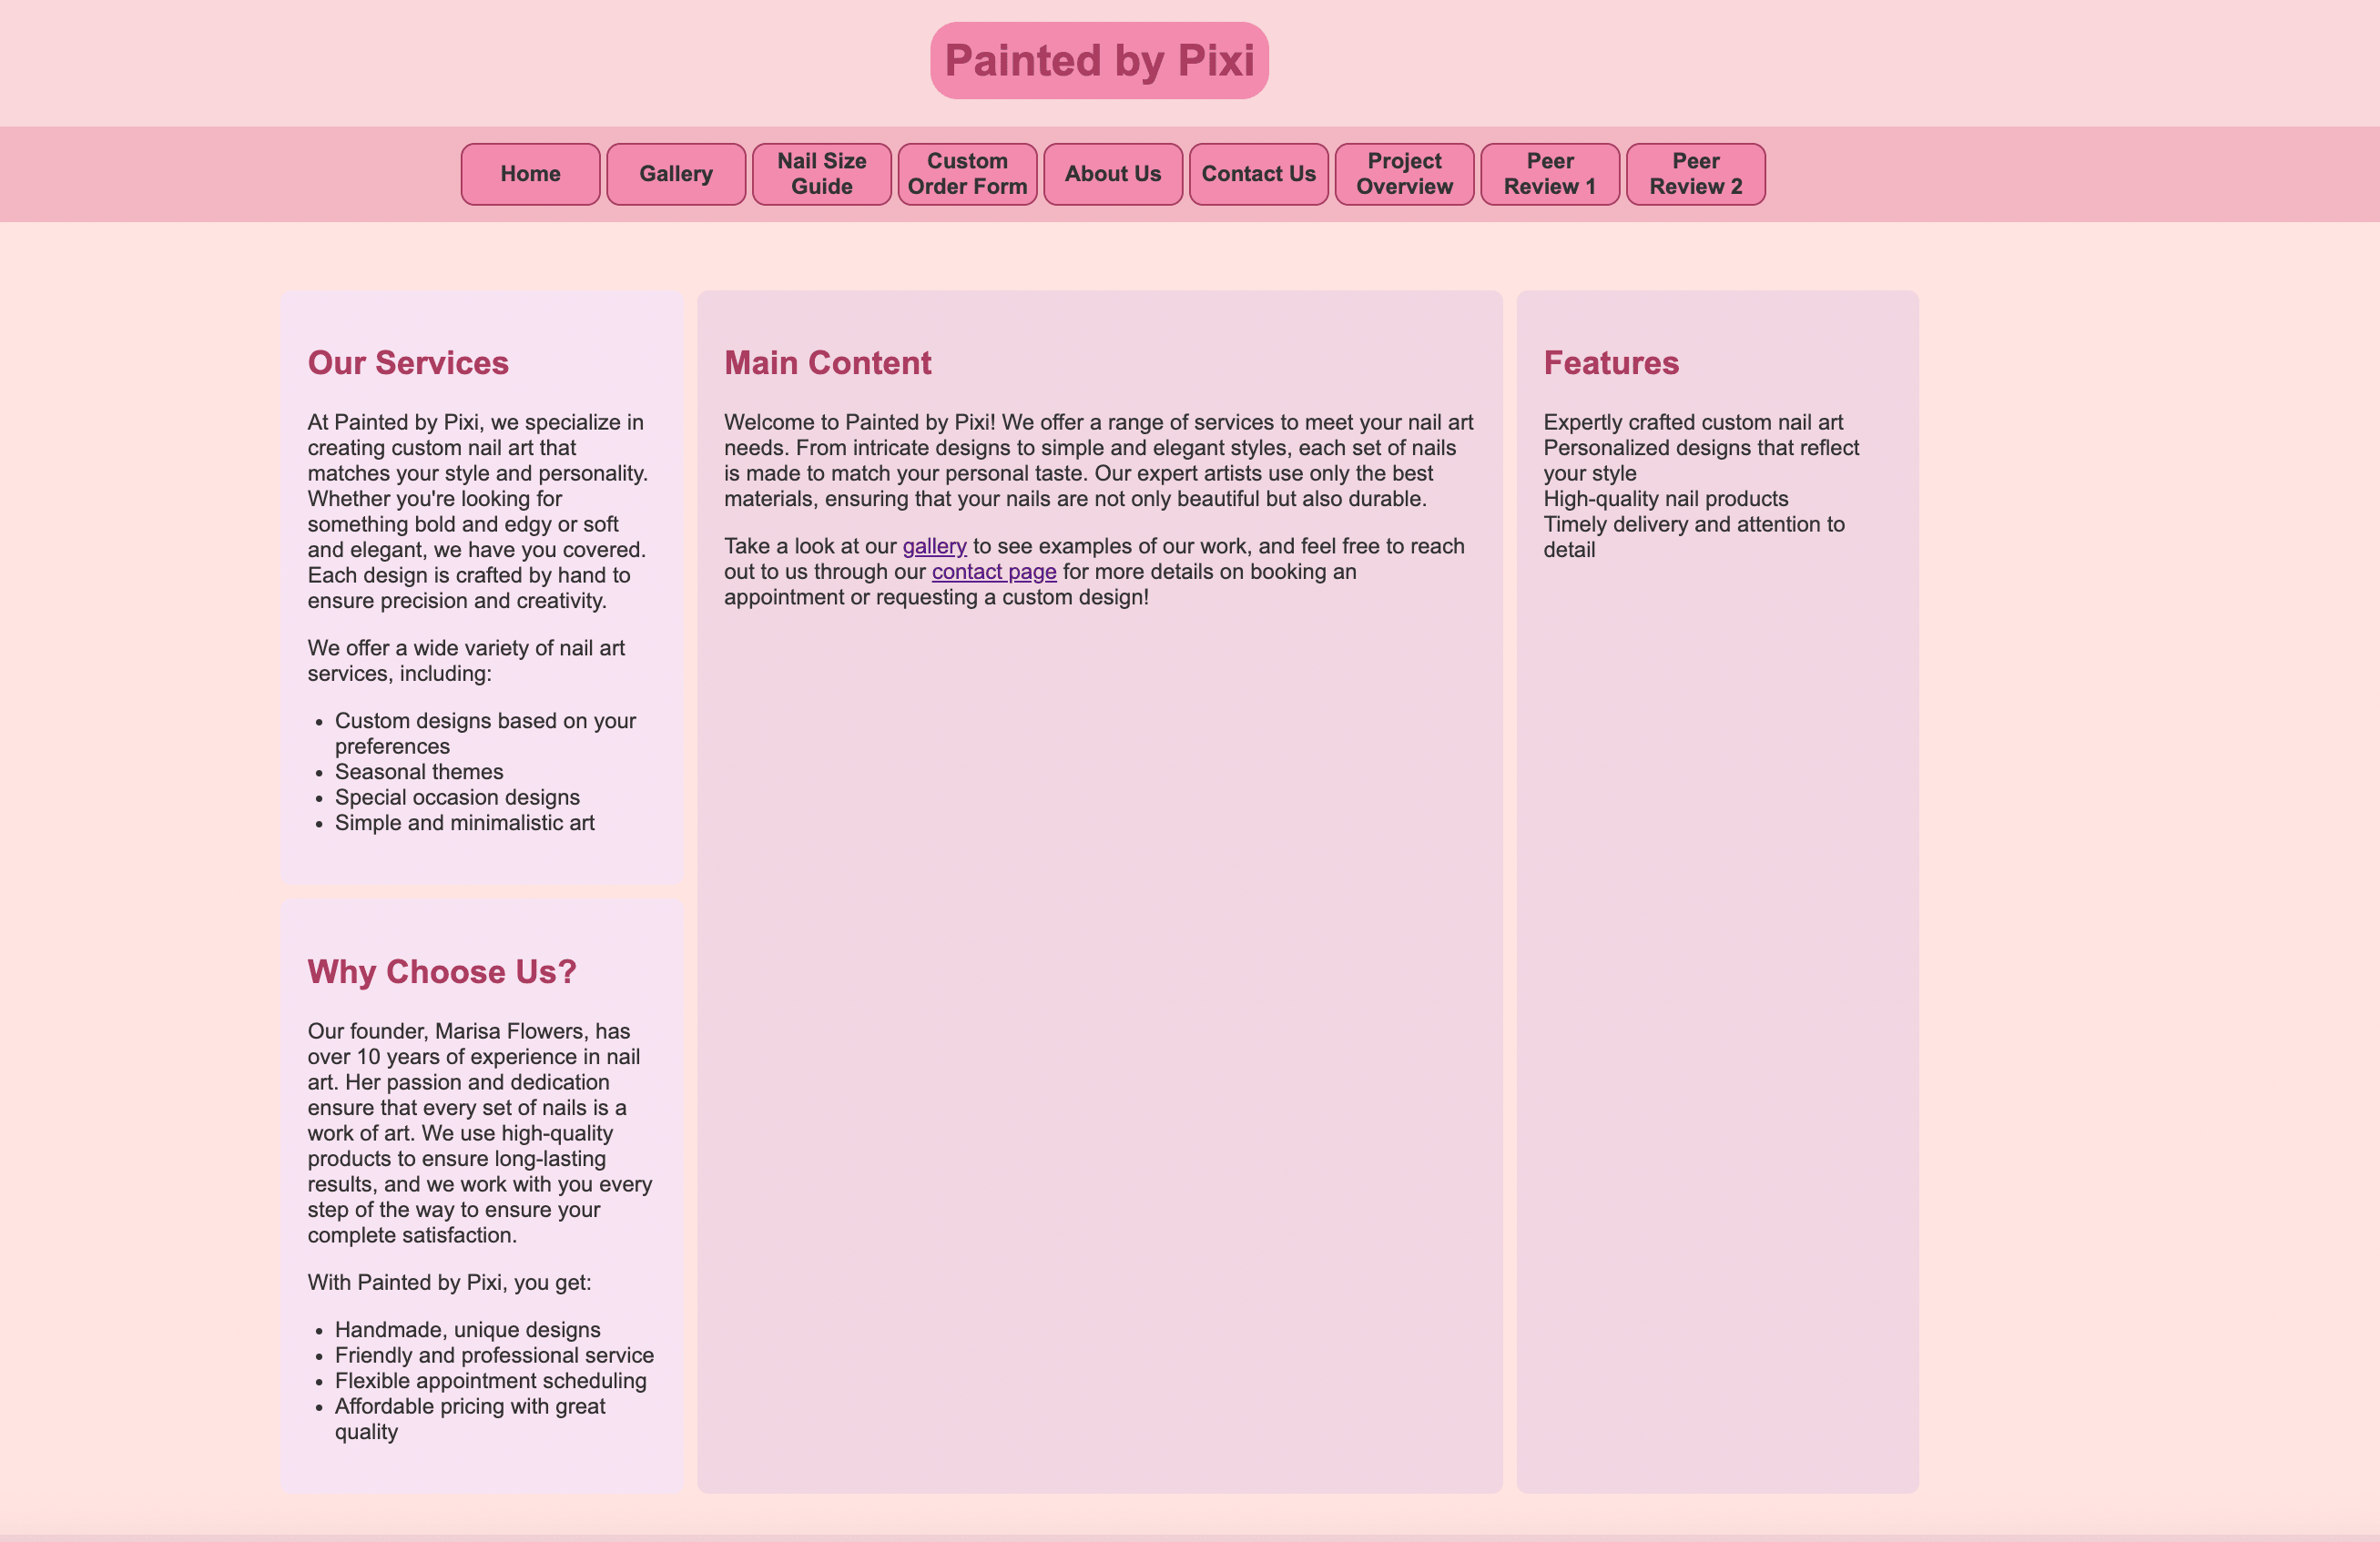 Painted by Pixi
Home
Gallery
Nail Size
Guide
Custom
Order Form
About Us
Contact Us
Project
Overview
Peer
Review 1
Peer
Review 2
Our Services
At Painted by Pixi, we specialize in
creating custom nail art that
matches your style and personality.
Whether you're looking for
something bold and edgy or soft
and elegant, we have you covered.
Each design is crafted by hand to
ensure precision and creativity.
We offer a wide variety of nail art
services, including:
• Custom designs based on your
preferences
• Seasonal themes
• Special occasion designs
• Simple and minimalistic art
Why Choose Us?
Our founder, Marisa Flowers, has
over 10 years of experience in nail
art. Her passion and dedication
ensure that every set of nails is a
work of art. We use high-quality
products to ensure long-lasting
results, and we work with you every
step of the way to ensure your
complete satisfaction.
With Painted by Pixi, you get:
• Handmade, unique designs
• Friendly and professional service
• Flexible appointment scheduling
• Affordable pricing with great
quality
Main Content
Welcome to Painted by Pixi! We offer a range of services to meet your nail art
needs. From intricate designs to simple and elegant styles, each set of nails
is made to match your personal taste. Our expert artists use only the best
materials, ensuring that your nails are not only beautiful but also durable.
Take a look at our gallery to see examples of our work, and feel free to reach
out to us through our contact page for more details on booking an
appointment or requesting a custom design!
Features
Expertly crafted custom nail art
Personalized designs that reflect
your style
High-quality nail products
Timely delivery and attention to
detail